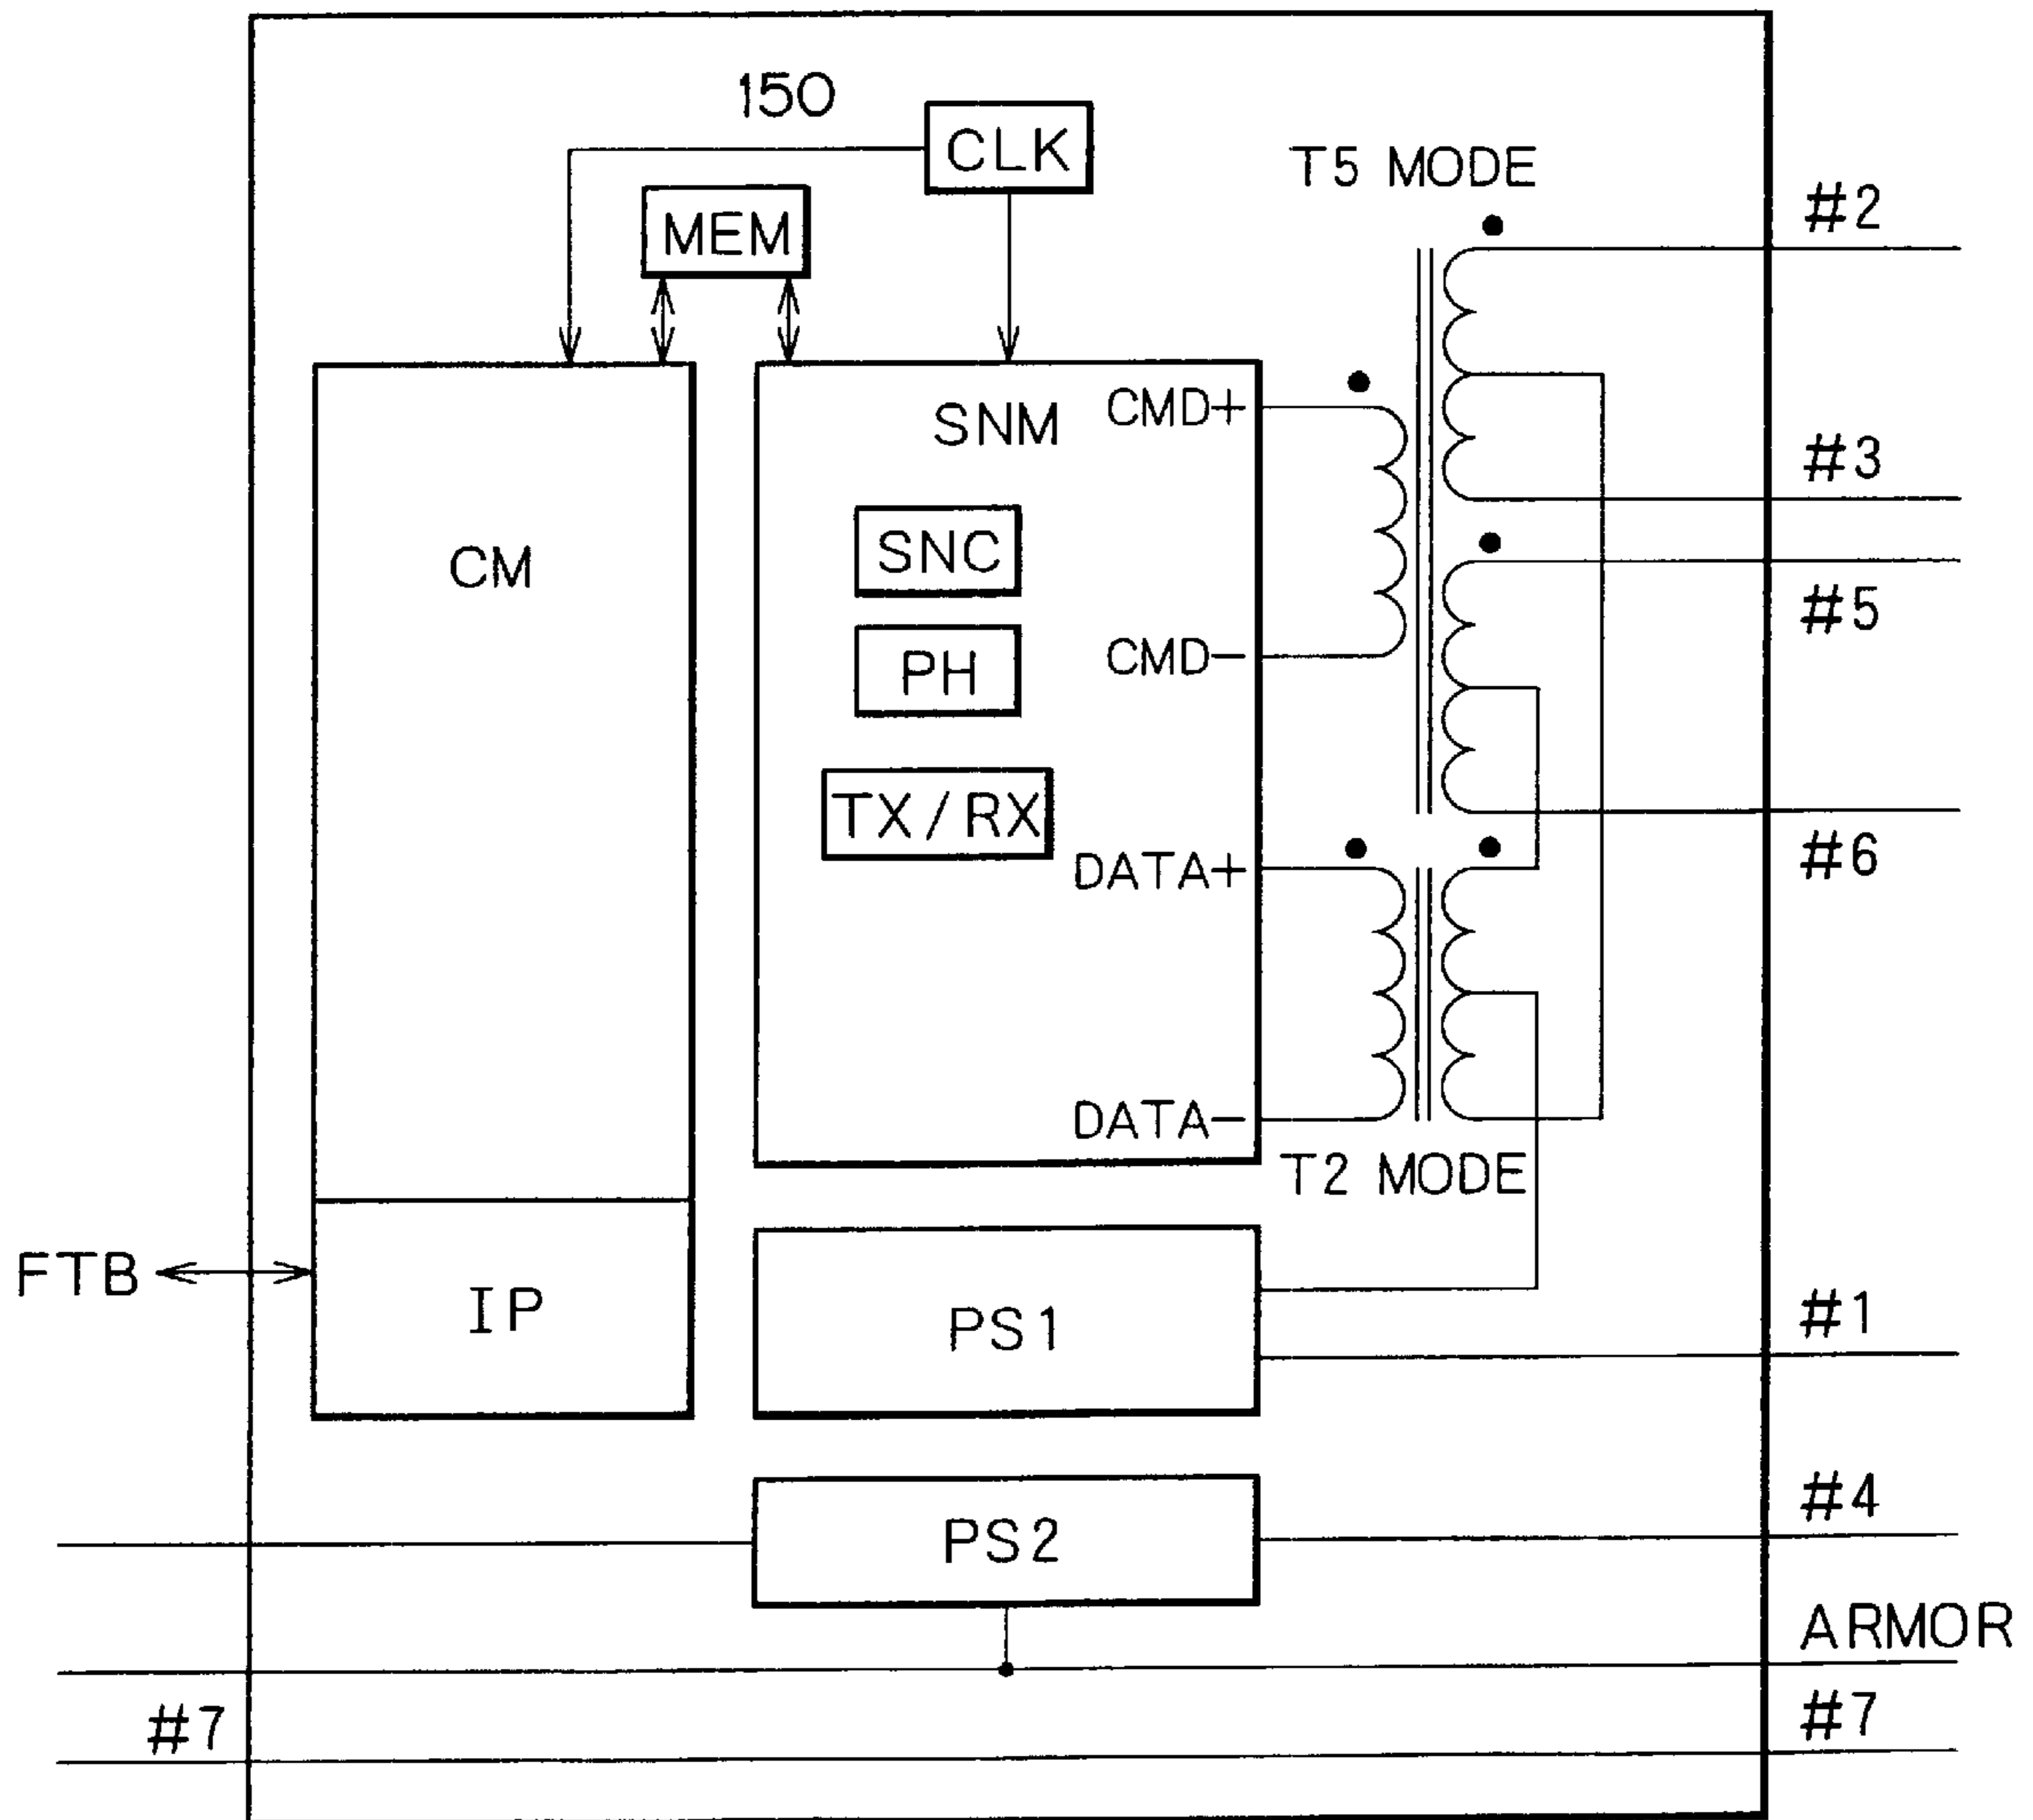 150
CLK
T5 MODE
MEM
#2
SNM
CMD+
#3
CM
SNC
#5
PH
CMD−
TX/RX
DATA+
#6
DATA−
T2 MODE
FTB
IP
PS1
#1
#4
PS2
ARMOR
#7
#7